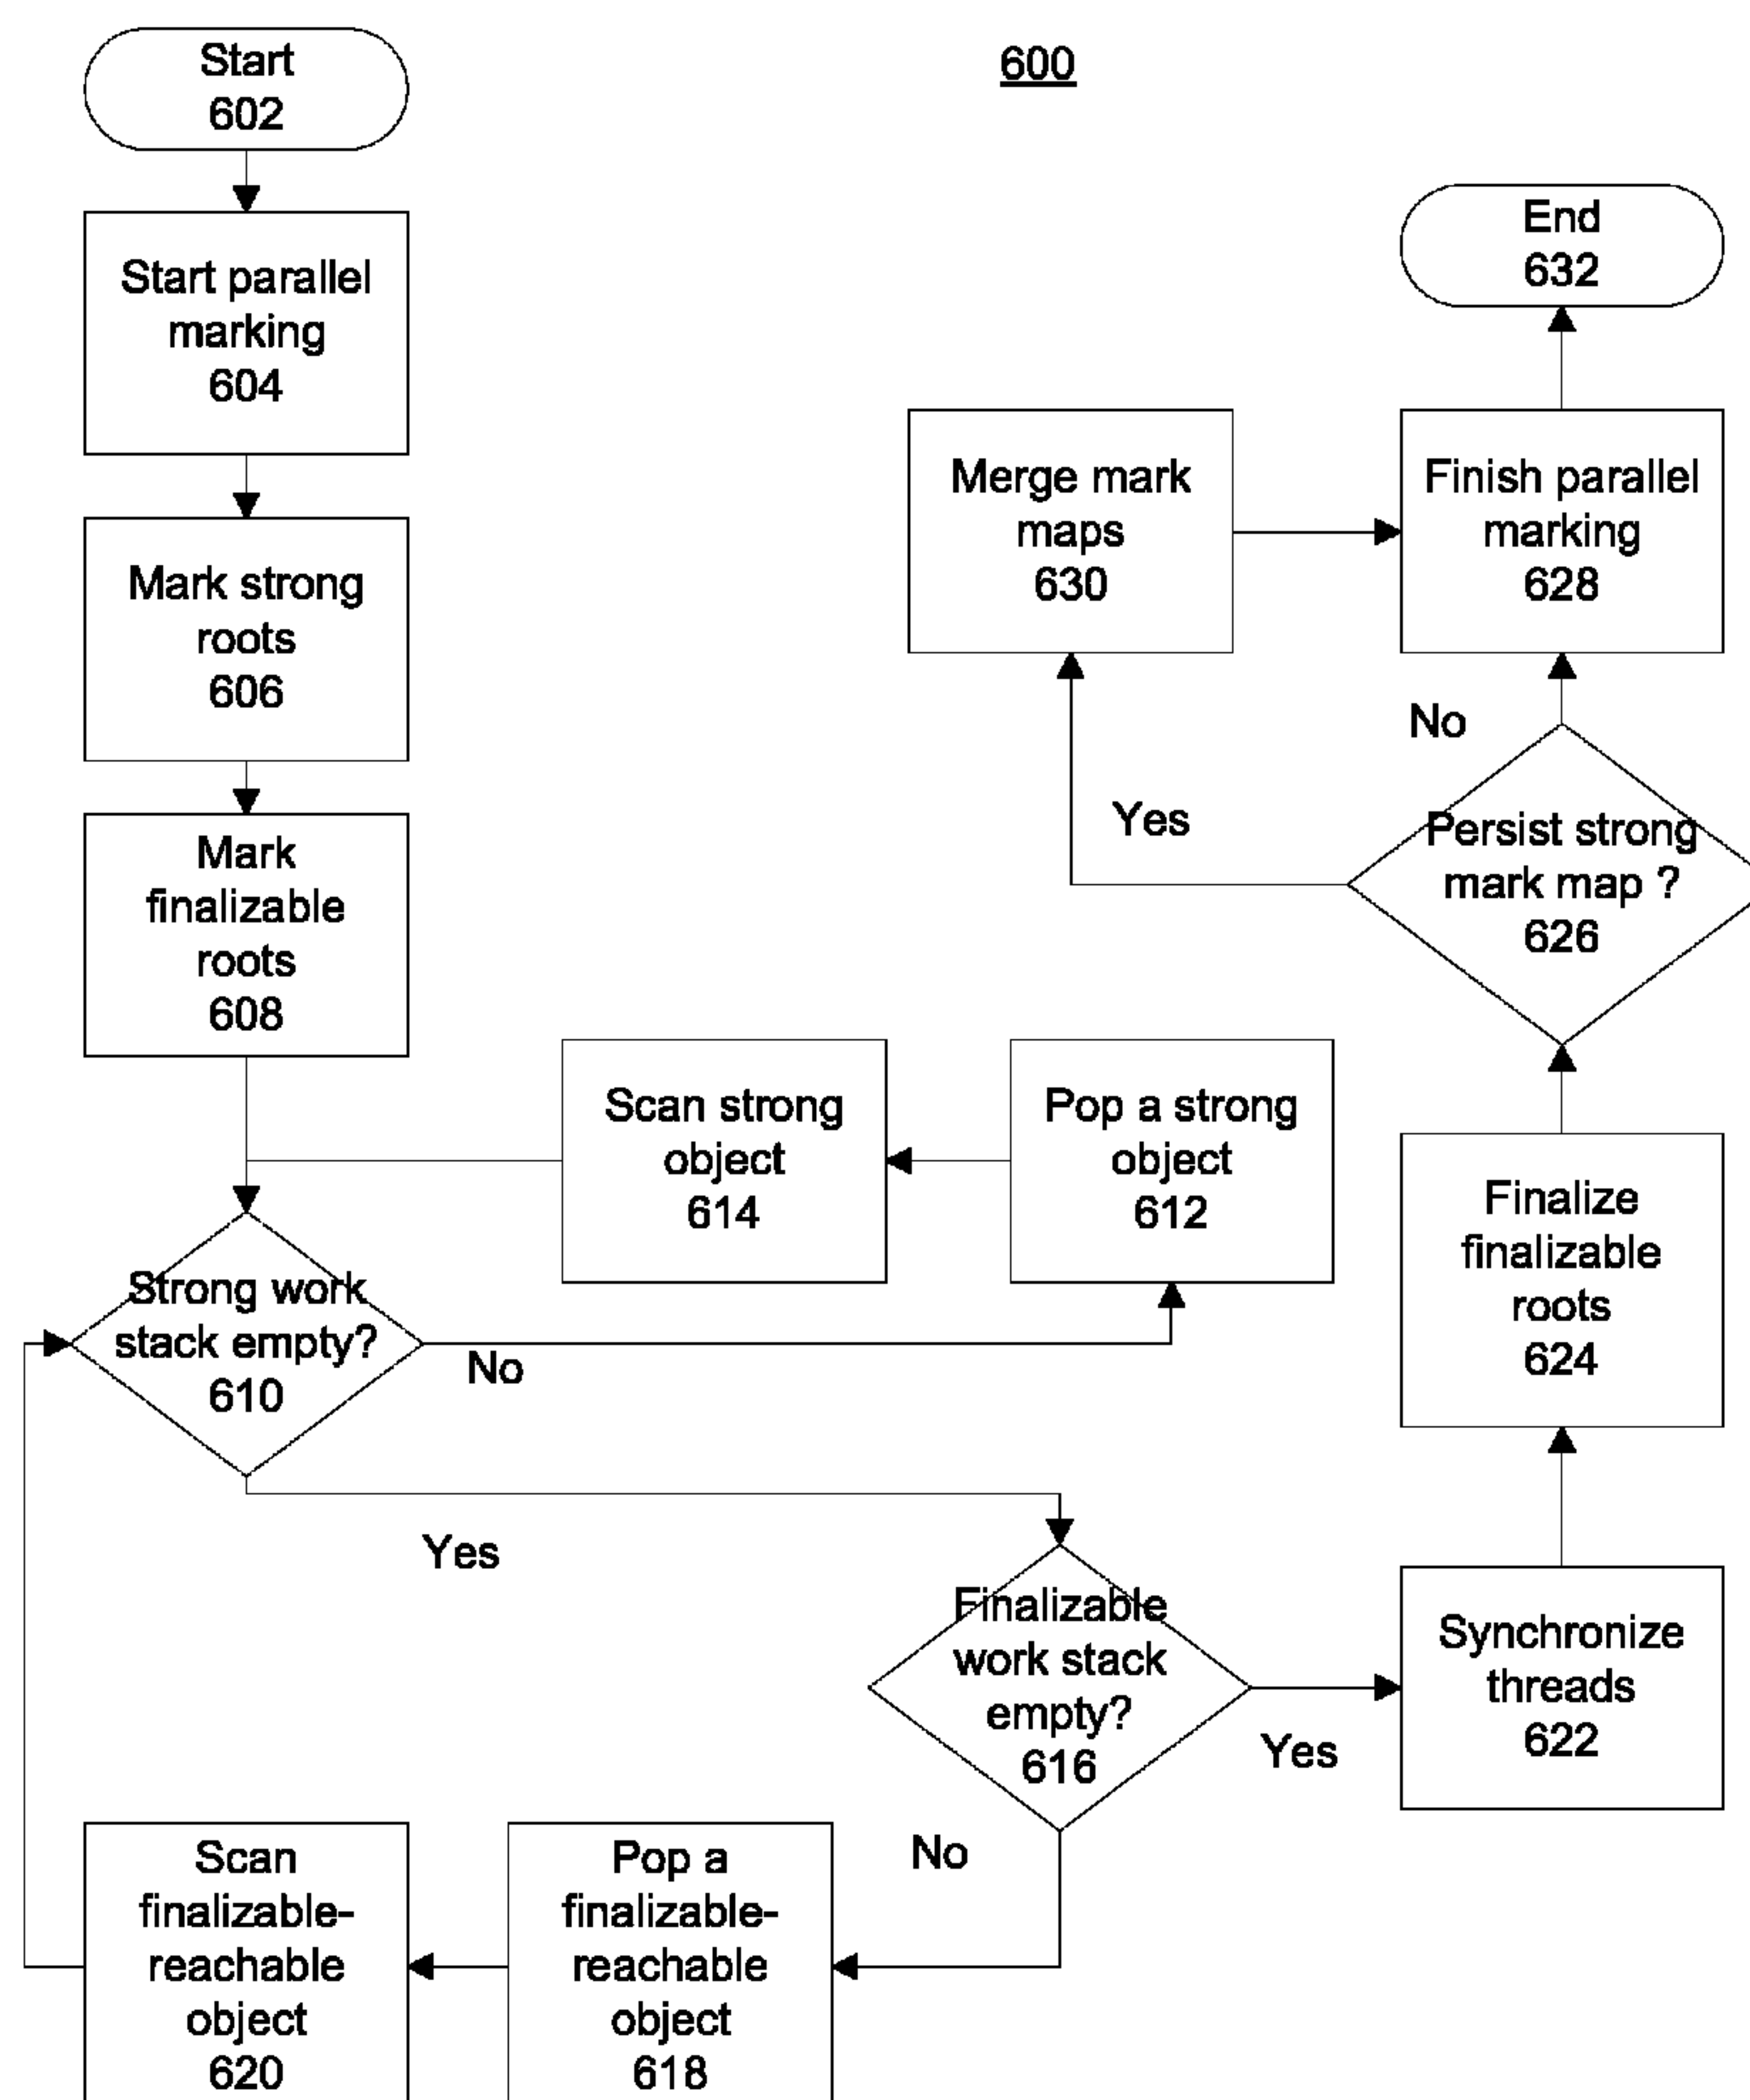 600
Start
602
Start parallel
marking
604
Mark strong
roots
606
Mark
finalizable
roots
608
Strong work
stack empty?
610
No
Yes
Pop a strong
object
612
Scan strong
object
614
Finalizable
work stack
empty?
616
No
Yes
Pop a
finalizable-
reachable
object
618
Scan
finalizable-
reachable
object
620
Synchronize
threads
622
Finalize
finalizable
roots
624
Persist strong
mark map ?
626
Yes
No
Merge mark
maps
630
Finish parallel
marking
628
End
632